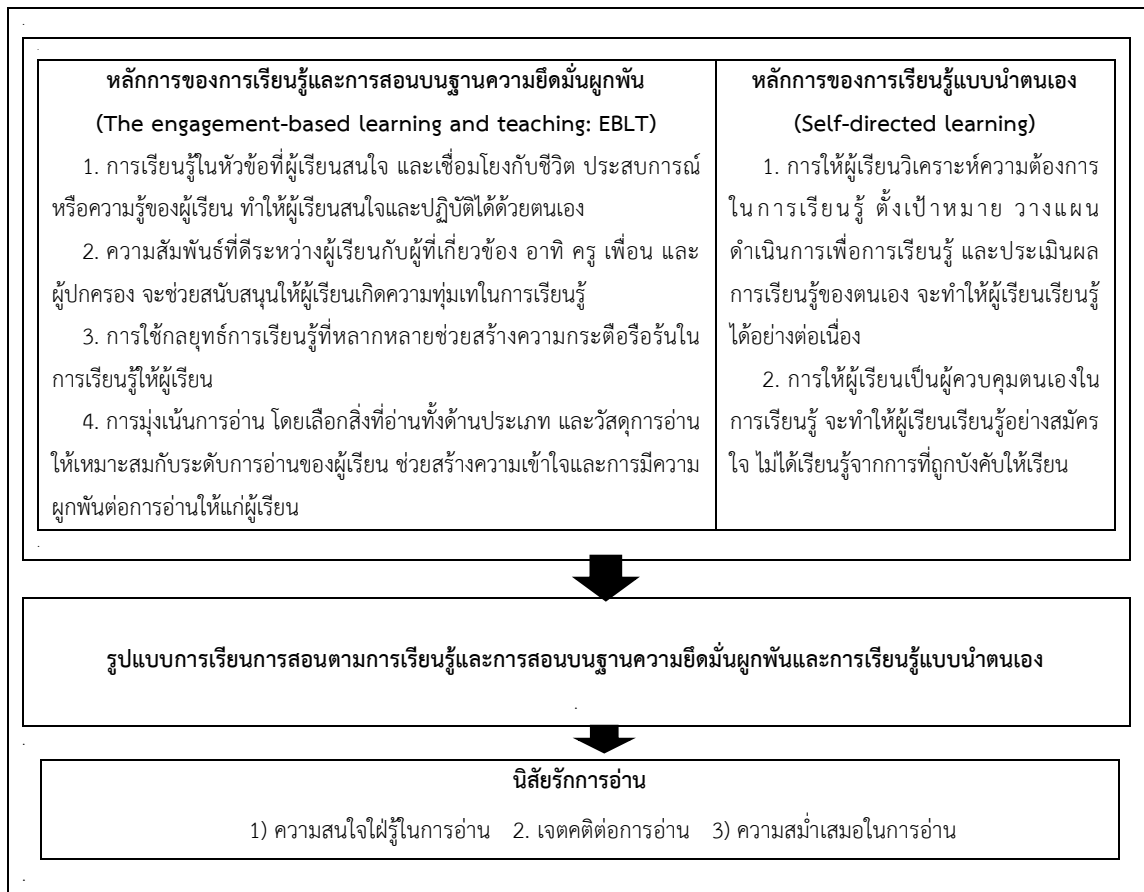 หลักการของการเรียนรู้และการสอนบนฐานความยึดมั่นผูกพัน
(The engagement-based learning and teaching: EBLT)
1. การเรียนรู้ในหัวข้อที่ผู้เรียนสนใจ และเชื่อมโยงกับชีวิต ประสบการณ์
หรือความรู้ของผู้เรียน ทำให้ผู้เรียนสนใจและปฏิบัติได้ด้วยตนเอง
2. ความสัมพันธ์ที่ดีระหว่างผู้เรียนกับผู้ที่เกี่ยวข้อง อาทิ ครู เพื่อน และ
ผู้ปกครอง จะช่วยสนับสนุนให้ผู้เรียนเกิดความทุ่มเทในการเรียนรู้
3. การใช้กลยุทธ์การเรียนรู้ที่หลากหลายช่วยสร้างความกระตือรือร้นใน
การเรียนรู้ให้ผู้เรียน
4. การมุ่งเน้นการอ่าน โดยเลือกสิ่งที่อ่านทั้งด้านประเภท และวัสดุการอ่าน
ให้เหมาะสมกับระดับการอ่านของผู้เรียน ช่วยสร้างความเข้าใจและการมีความ
ผูกพันต่อการอ่านให้แก่ผู้เรียน
หลักการของการเรียนรู้แบบนำตนเอง
(Self-directed learning)
1. การให้ผู้เรียนวิเคราะห์ความต้องการ
ในการเรียนรู้ ตั้งเป้าหมาย วางแผน
ดำเนินการเพื่อการเรียนรู้ และประเมินผล
การเรียนรู้ของตนเอง จะทำให้ผู้เรียนเรียนรู้
ได้อย่างต่อเนื่อง
2. การให้ผู้เรียนเป็นผู้ควบคุมตนเองใน
การเรียนรู้ จะทำให้ผู้เรียนเรียนรู้อย่างสมัคร
ใจ ไม่ได้เรียนรู้จากการที่ถูกบังคับให้เรียน
รูปแบบการเรียนการสอนตามการเรียนรู้และการสอนบนฐานความยึดมั่นผูกพันและการเรียนรู้แบบนำตนเอง
นิสัยรักการอ่าน
1) ความสนใจใฝ่รู้ในการอ่าน 2. เจตคติต่อการอ่าน 3) ความสม่ำเสมอในการอ่าน